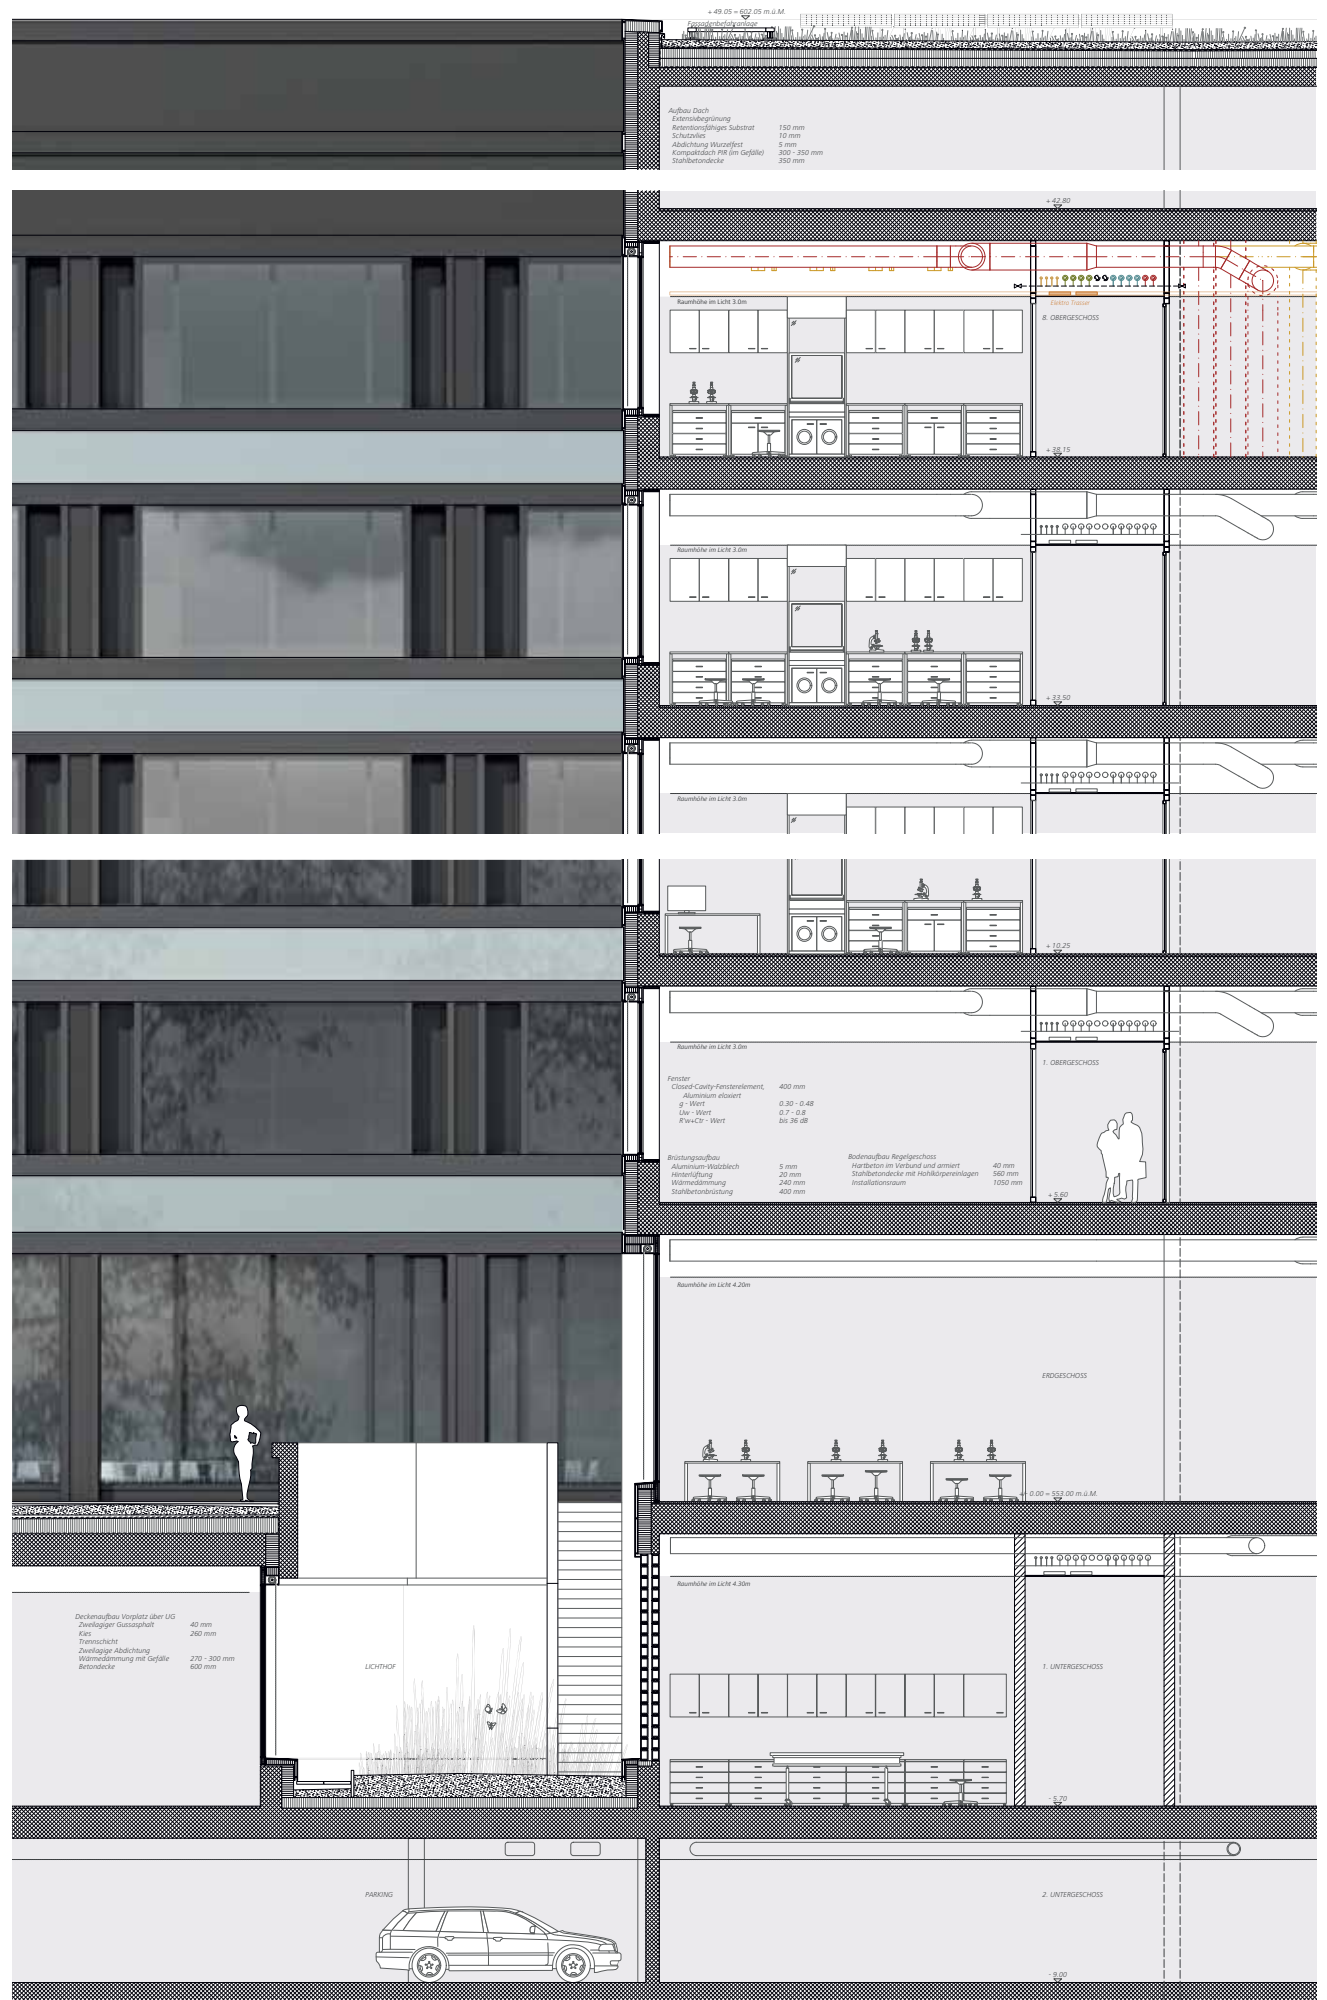 + 49.05 = 602.05 m.ü.M.
Fassadenbefahranlage
Aufbau Dach
Extensivbegrünung
Retentionsfähiges Substrat 150 mm
Schutzvlies 10 mm
Abdichtung Wurzelfest 5 mm
Kompaktdach PIR (im Gefälle) 300 - 350 mm
Stahlbetondecke 350 mm
+ 42.80
Raumhöhe im Licht 3.0m
Elektro Trasse
8. OBERGESCHOSS
+ 38.15
Raumhöhe im Licht 3.0m
+ 33.50
Raumhöhe im Licht 3.0m
+ 10.25
Raumhöhe im Licht 3.0m
1. OBERGESCHOSS
Fenster
Closed-Cavity-Fensterelement, 400 mm
Aluminium eloxiert
g - Wert 0.30 - 0.48
Uw - Wert 0.7 - 0.8
R'w+Ctr - Wert bis 36 dB
Brüstungsaufbau
Aluminium-Walzblech 5 mm
Hinterlüftung 20 mm
Wärmedämmung 240 mm
Stahlbetonbrüstung 400 mm
Bodenaufbau Regelgeschoss
Hartbeton im Verbund und armiert 40 mm
Stahlbetondecke mit Hohlkörpereinlagen 560 mm
Installationsraum 1050 mm
+ 5.60
Raumhöhe im Licht 4.20m
ERDGESCHOSS
+/- 0.00 = 553.00 m.ü.M.
Raumhöhe im Licht 4.30m
Deckenaufbau Vorplatz über UG
Zweilagiger Gussasphalt 40 mm
Kies 260 mm
Trennschicht
Zweilagige Abdichtung
Wärmedämmung mit Gefälle 270 - 300 mm
Betondecke 600 mm
LICHTHOF
1. UNTERGESCHOSS
- 5.70
PARKING
2. UNTERGESCHOSS
- 9.00